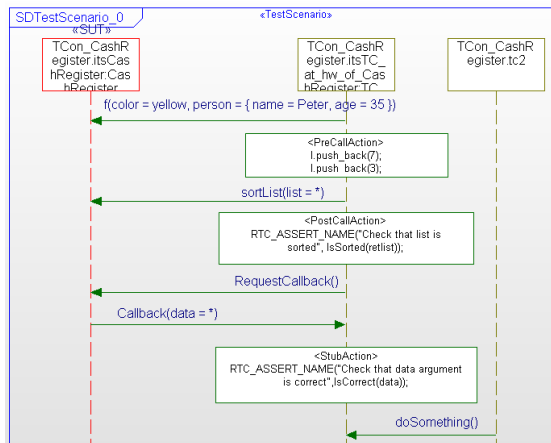 SDTestScenario_0
«TestScenario»
«SUT»
TCon_CashR
egister.itsCas
hRegister:Cas
hRegister
TCon_CashR
egister.itsTC_
at_hw_of_Cas
hRegister:TC
TCon_CashR
egister.tc2
f(color = yellow, person = { name = Peter, age = 35 })
<PreCallAction>
l.push_back(7);
l.push_back(3);
sortList(list = *)
<PostCallAction>
RTC_ASSERT_NAME("Check that list is
sorted", IsSorted(retlist));
RequestCallback()
Callback(data = *)
<StubAction>
RTC_ASSERT_NAME("Check that data argument
is correct",IsCorrect(data));
doSomething()